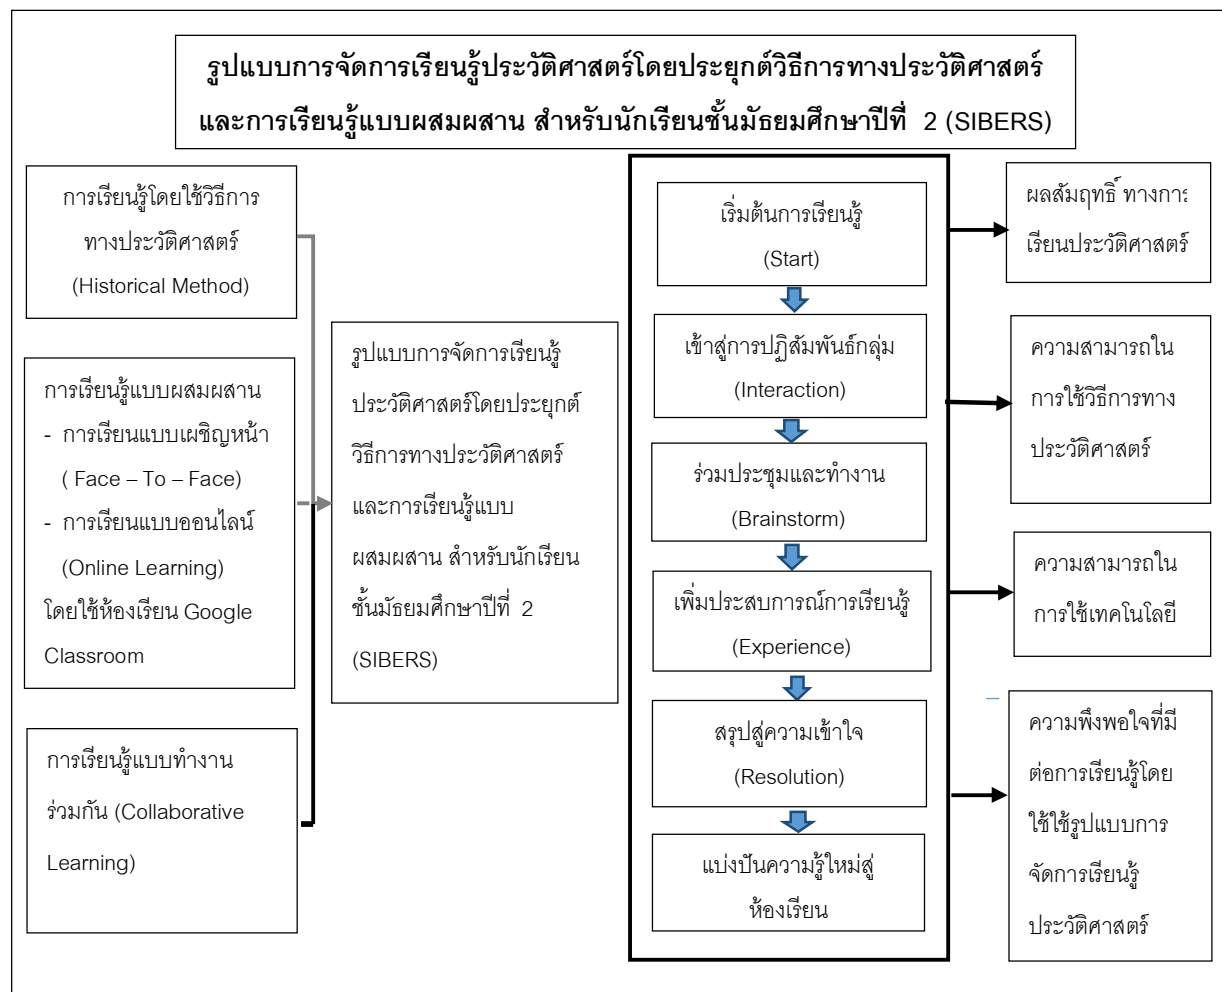 รูปแบบการจัดการเรียนรู้ประวัติศาสตร์โดยประยุกต์วิธีการทางประวัติศาสตร์
และการเรียนรู้แบบผสมผสาน สำหรับนักเรียนชั้นมัธยมศึกษาปีที่ 2 (SIBERS)
การเรียนรู้โดยใช้วิธีการ
ทางประวัติศาสตร์
(Historical Method)
การเรียนรู้แบบผสมผสาน
- การเรียนแบบเผชิญหน้า
( Face – To – Face)
- การเรียนแบบออนไลน์
(Online Learning)
โดยใช้ห้องเรียน Google
Classroom
การเรียนรู้แบบทำงาน
ร่วมกัน (Collaborative
Learning)
รูปแบบการจัดการเรียนรู้
ประวัติศาสตร์โดยประยุกต์
วิธีการทางประวัติศาสตร์
และการเรียนรู้แบบ
ผสมผสาน สำหรับนักเรียน
ชั้นมัธยมศึกษาปีที่ 2
(SIBERS)
เริ่มต้นการเรียนรู้
(Start)
เข้าสู่การปฏิสัมพันธ์กลุ่ม
(Interaction)
ร่วมประชุมและทำงาน
(Brainstorm)
เพิ่มประสบการณ์การเรียนรู้
(Experience)
สรุปสู่ความเข้าใจ
(Resolution)
แบ่งปันความรู้ใหม่สู่
ห้องเรียน
ผลสัมฤทธิ์ ทางการ
เรียนประวัติศาสตร์
ความสามารถใน
การใช้วิธีการทาง
ประวัติศาสตร์
ความสามารถใน
การใช้เทคโนโลยี
ความพึงพอใจที่มี
ต่อการเรียนรู้โดย
ใช้ใช้รูปแบบการ
จัดการเรียนรู้
ประวัติศาสตร์